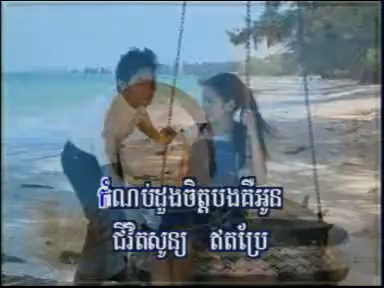 កំណប់ដួងចិត្តបងគឺអូន
ជីវិតសូន្យ ឥតប្រែ